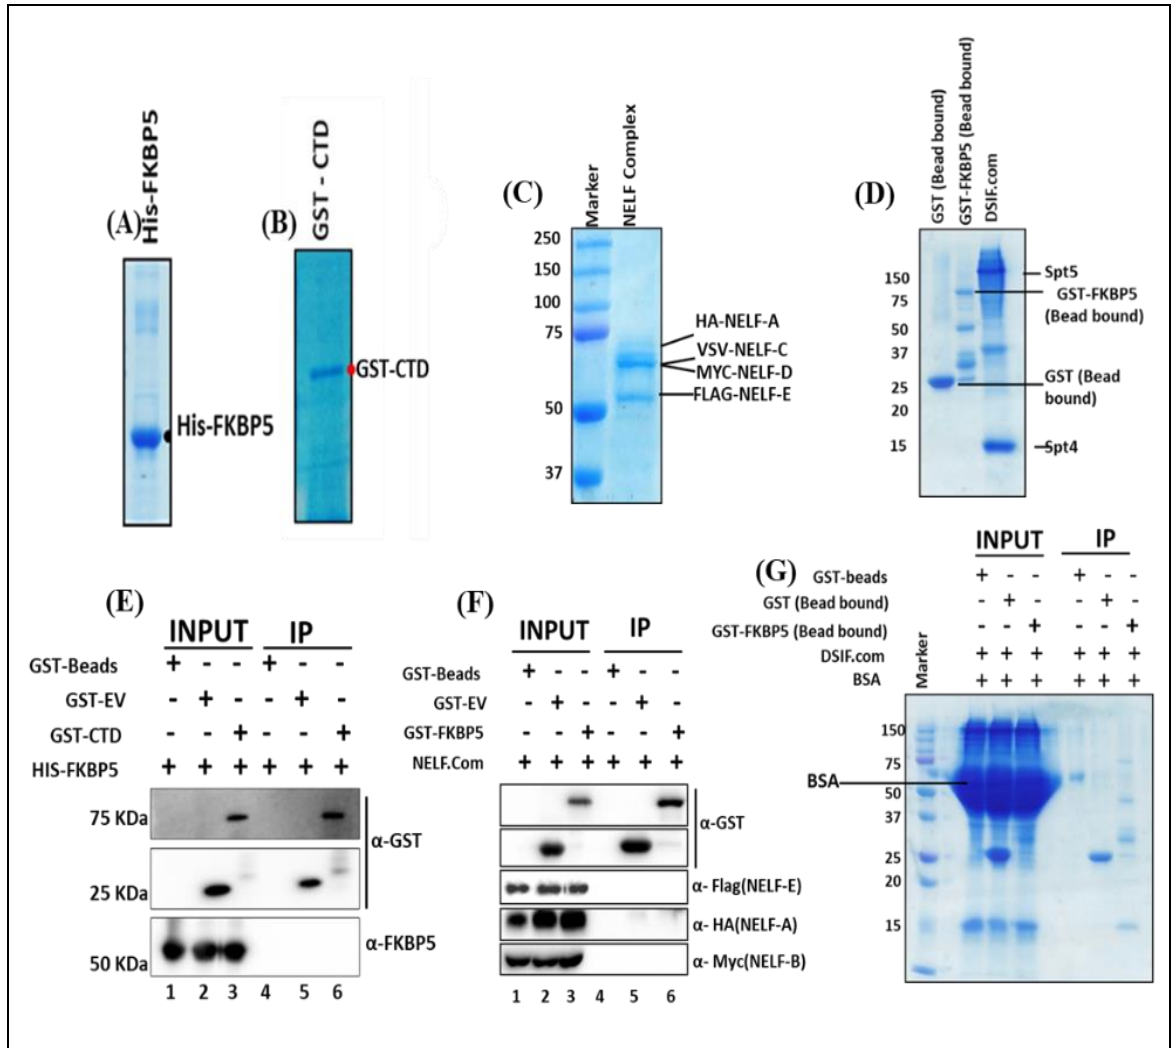 (A)
His-FKBP5
His-FKBP5
(B)
GST - CTD
GST-CTD
(C)
Marker
NELF Complex
250
150
100
75
50
37
HA-NELF-A
VSV-NELF-C
MYC-NELF-D
FLAG-NELF-E
(D)
GST (Bead bound)
GST-FKBP5 (Bead bound)
DSIF.com
150
75
50
37
25
20
15
Spt5
GST-FKBP5
(Bead bound)
GST (Bead
bound)
Spt4
(E)
INPUT IP
GST-Beads + - - + - -
GST-EV - + - - + -
GST-CTD - - + - - +
HIS-FKBP5 + + + + + +
75 KDa
25 KDa
50 KDa
α-GST
α-FKBP5
1 2 3 4 5 6
(F)
INPUT IP
GST-Beads + - - + - -
GST-EV - + - - + -
GST-FKBP5 - - + - - +
NELF.Com + + + + + +
α-GST
α- Flag(NELF-E)
α- HA(NELF-A)
α- Myc(NELF-B)
1 2 3 4 5 6
(G)
INPUT IP
GST-beads + - - + - -
GST (Bead bound) - + - - + -
GST-FKBP5 (Bead bound) - - + - - +
DSIF.com + + + + + +
BSA + + + + + +
Marker
150
75
50
37
25
20
15
BSA